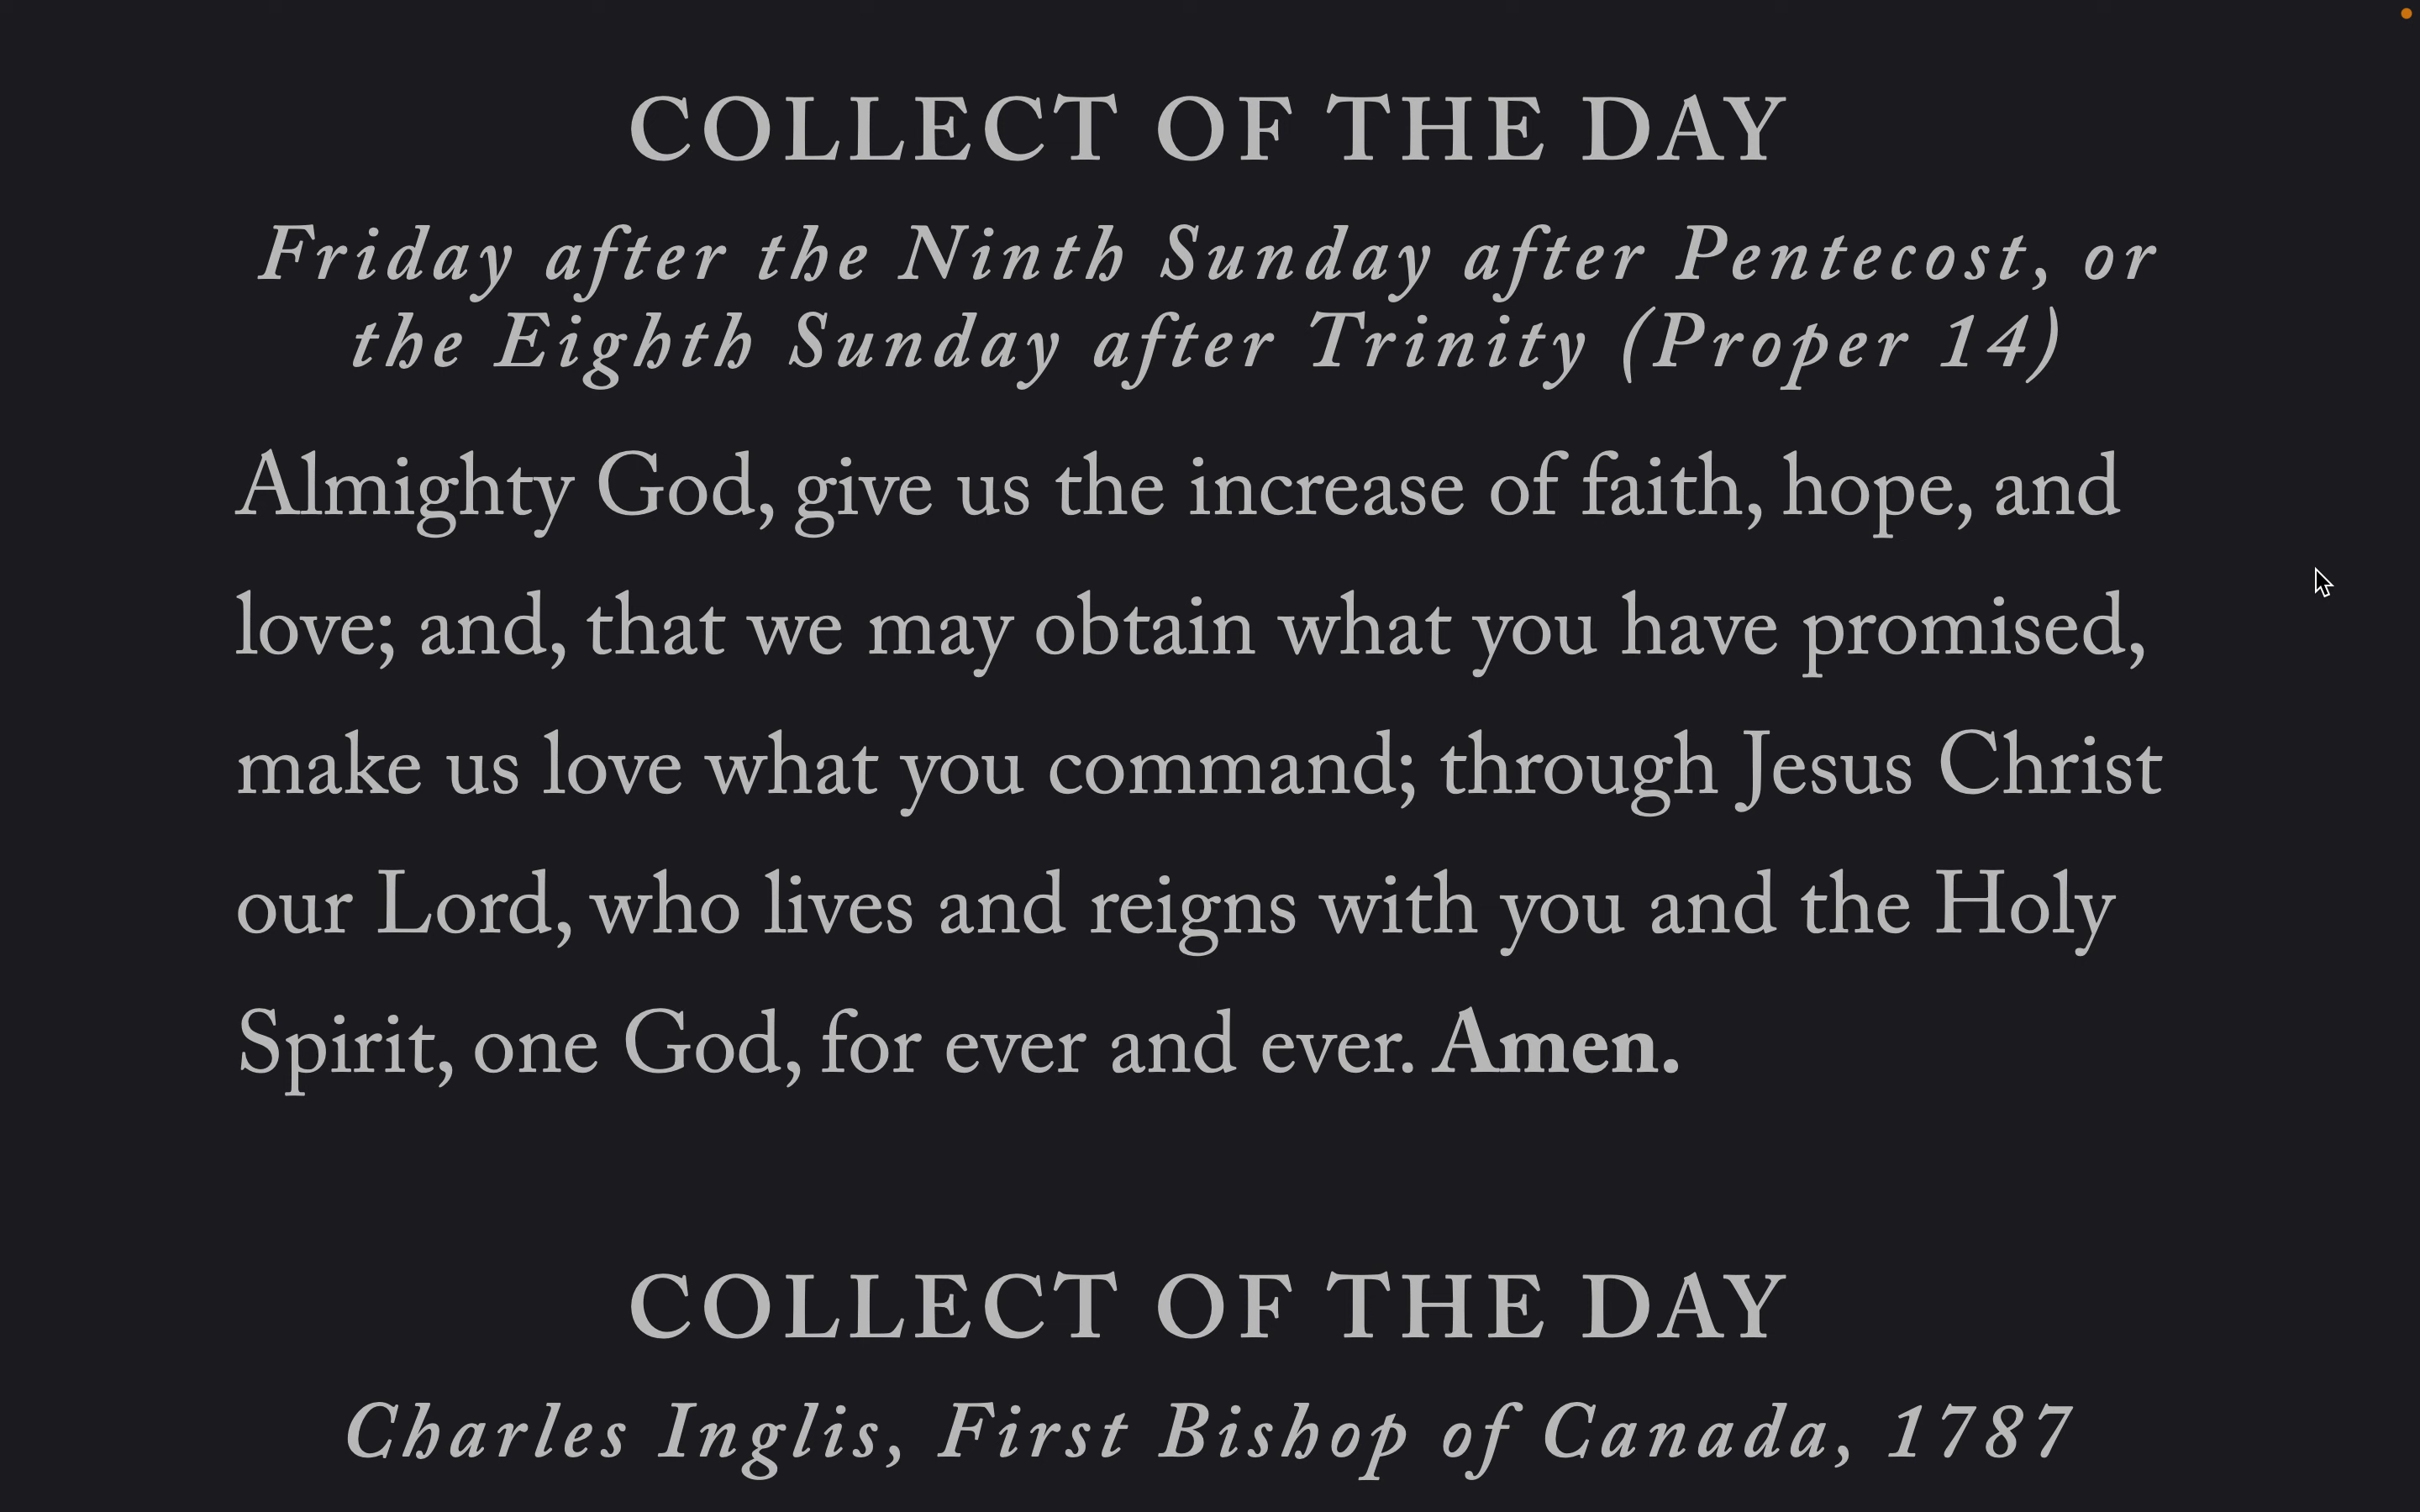 COLLECT OF THE DAY
Friday after the Ninth Sunday after Pentecost, or
the Eighth Sunday after Trinity (Proper 14)
Almighty God, give us the increase of faith, hope, and
love; and, that we may obtain what you have promised,
make us love what you command; through Jesus Christ
our Lord, who lives and reigns with you and the Holy
Spirit, one God, for ever and ever. Amen.
COLLECT OF THE DAY
Charles Inglis, First Bishop of Canada, 1787